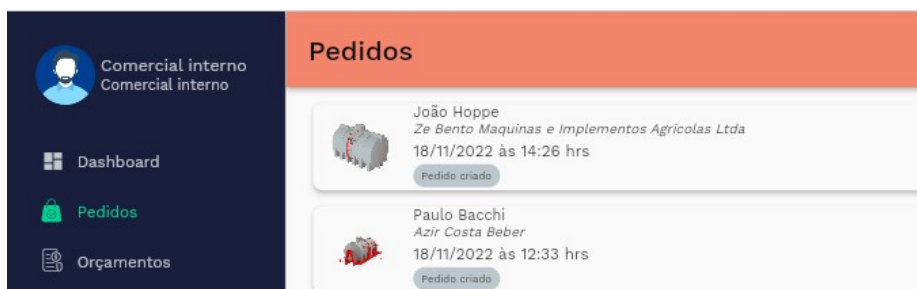 Comercial interno
Comercial interno
Dashboard
Pedidos
Orçamentos
Pedidos
João Hoppe
Ze Bento Maquinas e Implementos Agricolas Ltda
18/11/2022 às 14:26 hrs
Pedido criado
Paulo Bacchi
Azir Costa Beber
18/11/2022 às 12:33 hrs
Pedido criado